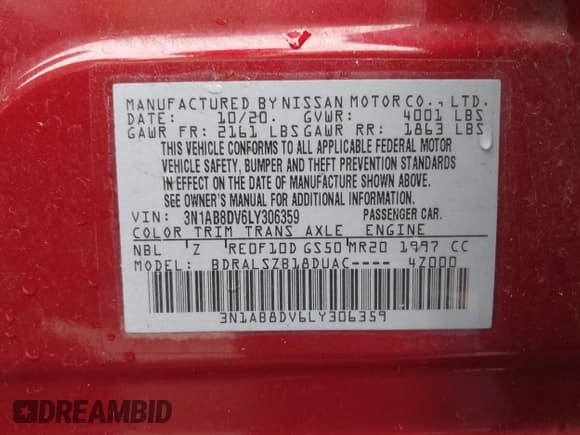 MANUFACTURED BY NISSAN MOTOR CO., LTD.
DATE: 10/20. GVWR: 4001 LBS
GAWR FR: 2161 LBS GAWR RR: 1863 LBS
THIS VEHICLE CONFORMS TO ALL APPLICABLE FEDERAL MOTOR
VEHICLE SAFETY, BUMPER AND THEFT PREVENTION STANDARDS
IN EFFECT ON THE DATE OF MANUFACTURE SHOWN ABOVE.
SEE OWNER'S MANUAL FOR ADDITIONAL INFORMATION.
VIN: 3N1AB8DV6LY306359 PASSENGER CAR.
COLOR TRIM TRANS AXLE ENGINE
NBL Z RE0F10D GS50 MR20 1997 CC
MODEL: BDRALSZB18DUAC---- 4Z000
3N1AB8DV6LY306359
DREAMBID